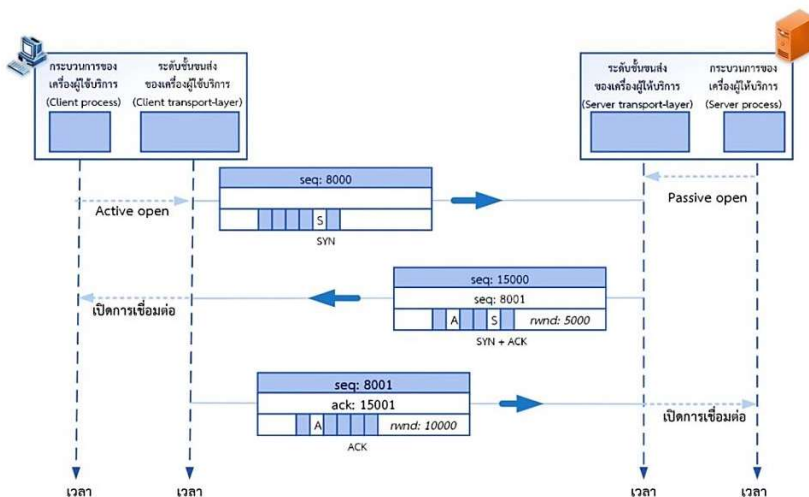 กระบวนการของ
เครื่องผู้ใช้บริการ
(Client process)
ระดับชั้นขนส่ง
ของเครื่องผู้ใช้บริการ
(Client transport-layer)
ระดับชั้นขนส่ง
ของเครื่องผู้ให้บริการ
(Server transport-layer)
กระบวนการของ
เครื่องผู้ให้บริการ
(Server process)
seq: 8000
S
SYN
Active open
Passive open
seq: 15000
seq: 8001
A S rwnd: 5000
SYN + ACK
เปิดการเชื่อมต่อ
seq: 8001
ack: 15001
A rwnd: 10000
ACK
เปิดการเชื่อมต่อ
เวลา
เวลา
เวลา
เวลา